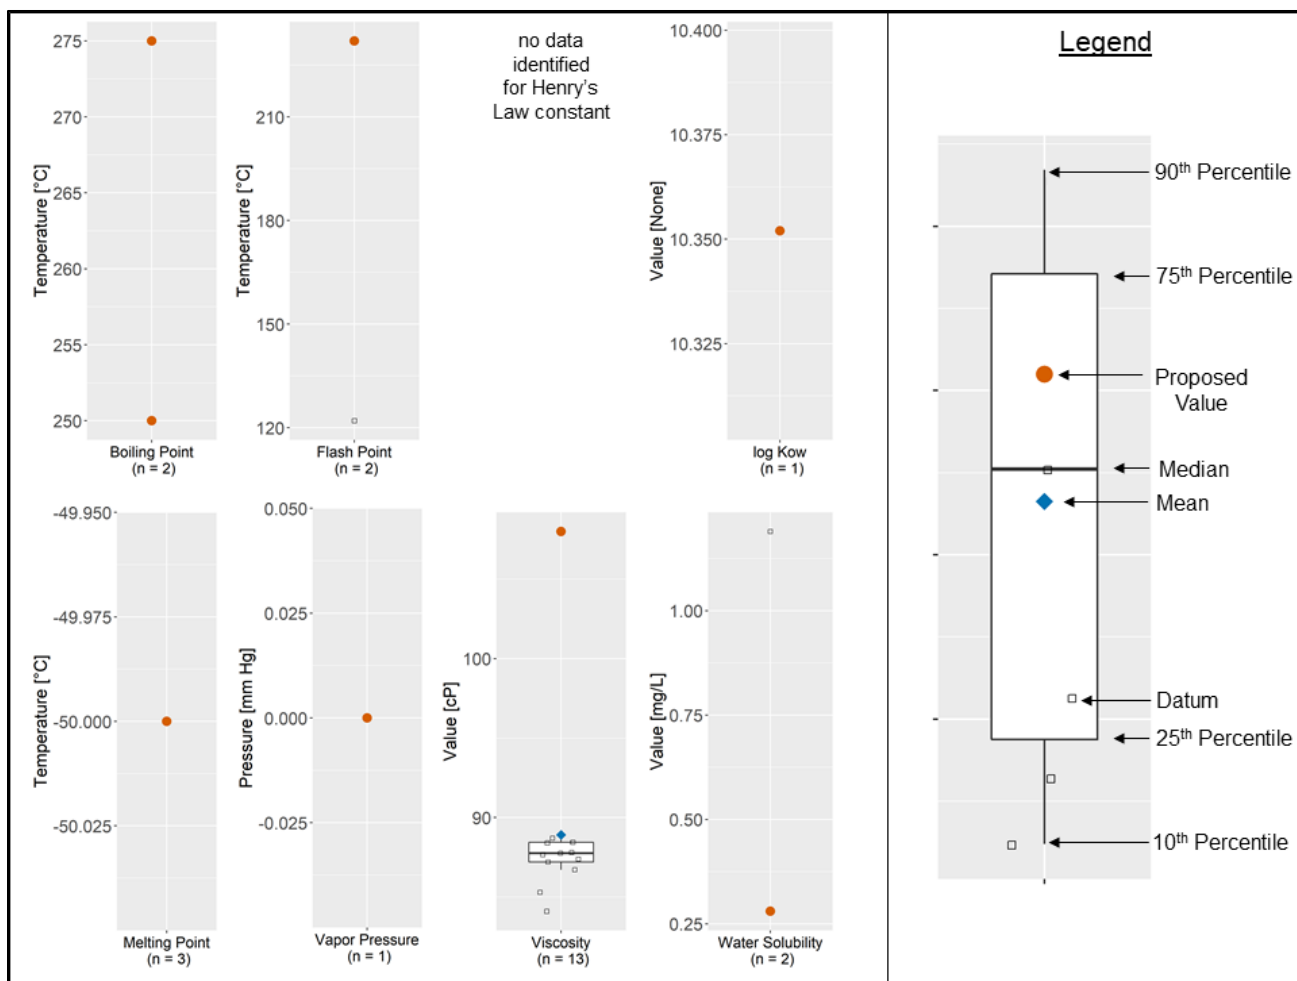 275
270
265
260
255
250
Temperature [°C]
Boiling Point
(n = 2)
210
180
150
120
Temperature [°C]
Flash Point
(n = 2)
no data
identified
for Henry's
Law constant
10.400
10.375
10.350
10.325
Value [None]
log Kow
(n = 1)
-49.950
-49.975
-50.000
-50.025
Temperature [°C]
Melting Point
(n = 3)
0.050
0.025
0.000
-0.025
Pressure [mm Hg]
Vapor Pressure
(n = 1)
100
90
Value [cP]
Viscosity
(n = 13)
1.00
0.75
0.50
0.25
Value [mg/L]
Water Solubility
(n = 2)
Legend
90th Percentile
75th Percentile
Proposed
Value
Median
Mean
Datum
25th Percentile
10th Percentile